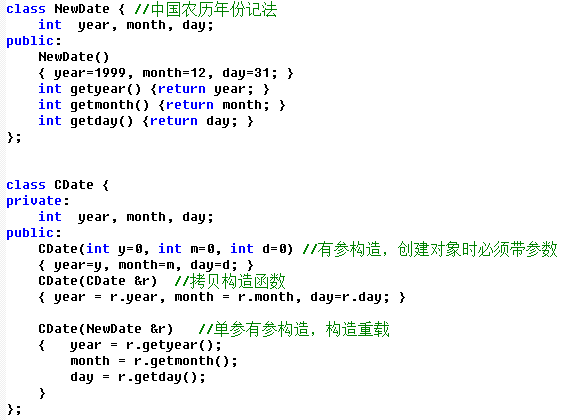 class NewDate { //中国农历年份记法
    int  year, month, day;
public:
    NewDate()
    { year=1999, month=12, day=31; }
    int getyear() {return year; }
    int getmonth() {return month; }
    int getday() {return day; }
};
class CDate {
private:
    int  year, month, day;
public:
    CDate(int y=0, int m=0, int d=0) //有参构造，创建对象时必须带参数
    { year=y, month=m, day=d; }
    CDate(CDate &r)  //拷贝构造函数
    { year = r.year, month = r.month, day=r.day; }
    CDate(NewDate &r)   //单参有参构造，构造重载
    {   year = r.getyear();
        month = r.getmonth();
        day = r.getday();
    }
};